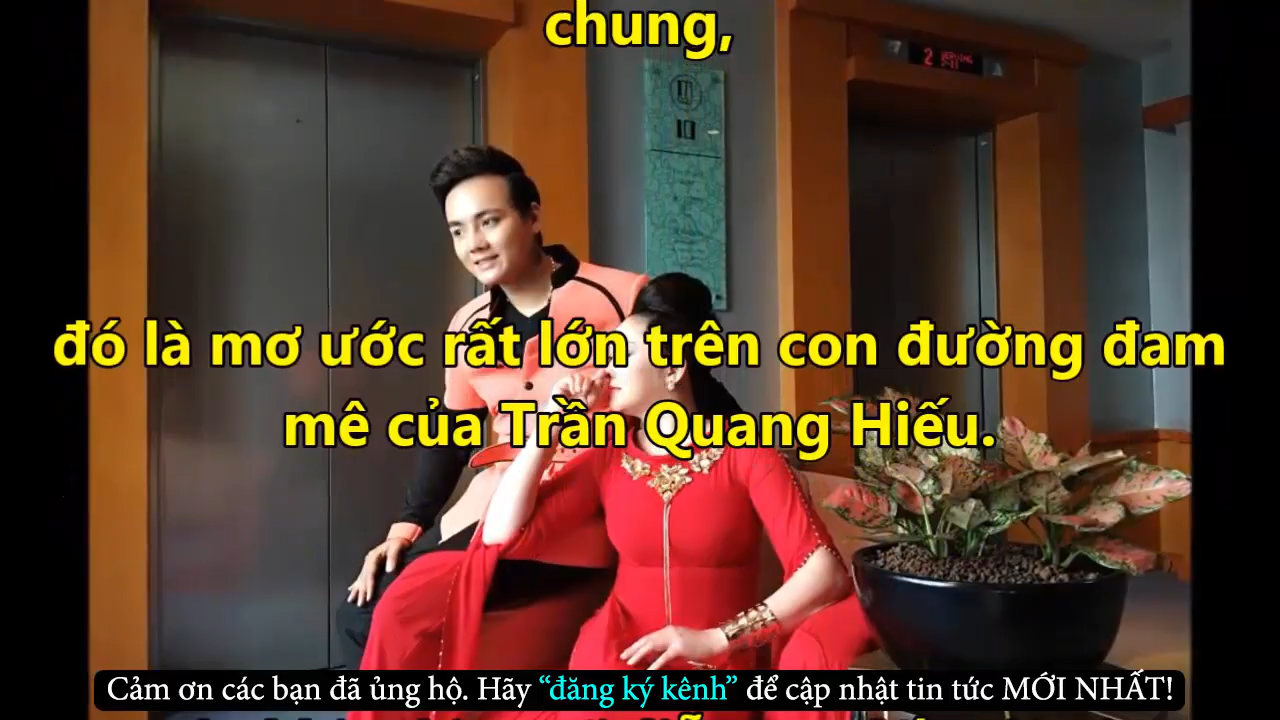 chung,
2
đó là mơ ước rất lớn trên con đường đam
mê của Trần Quang Hiếu.
Cảm ơn các bạn đã ủng hộ. Hãy “đăng ký kênh” để cập nhật tin tức MỚI NHẤT!